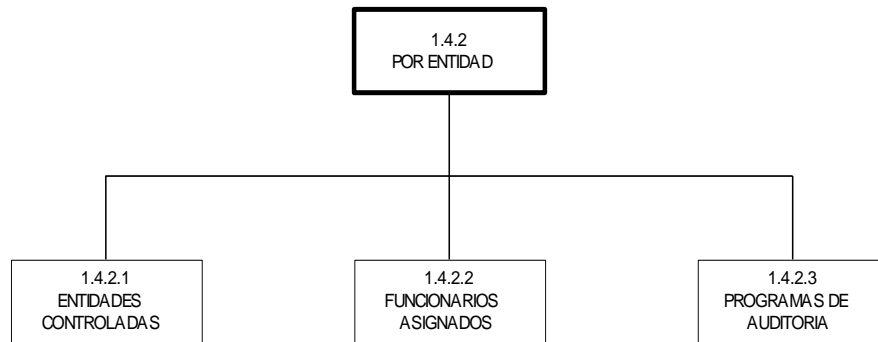 1.4.2
POR ENTIDAD
1.4.2.1
ENTIDADES
CONTROLADAS
1.4.2.2
FUNCIONARIOS
ASIGNADOS
1.4.2.3
PROGRAMAS DE
AUDITORIA